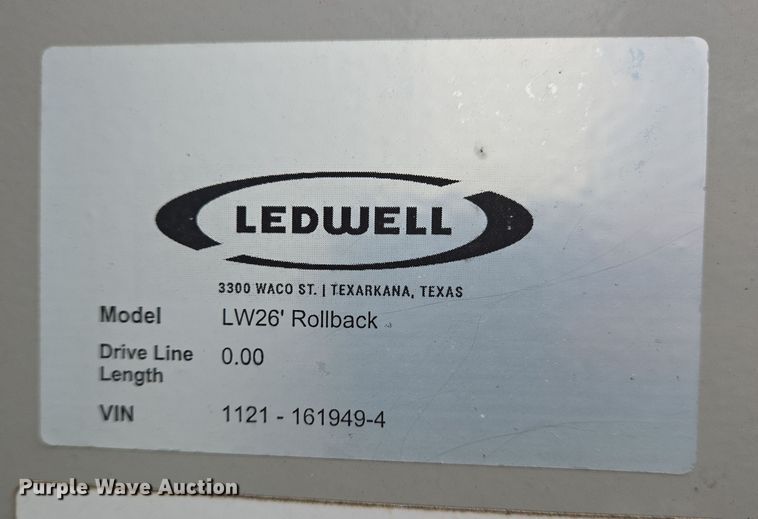 LEDWELL
3300 WACO ST. | TEXARKANA, TEXAS
Model LW26' Rollback
Drive Line Length 0.00
VIN 1121 - 161949-4
Purple Wave Auction